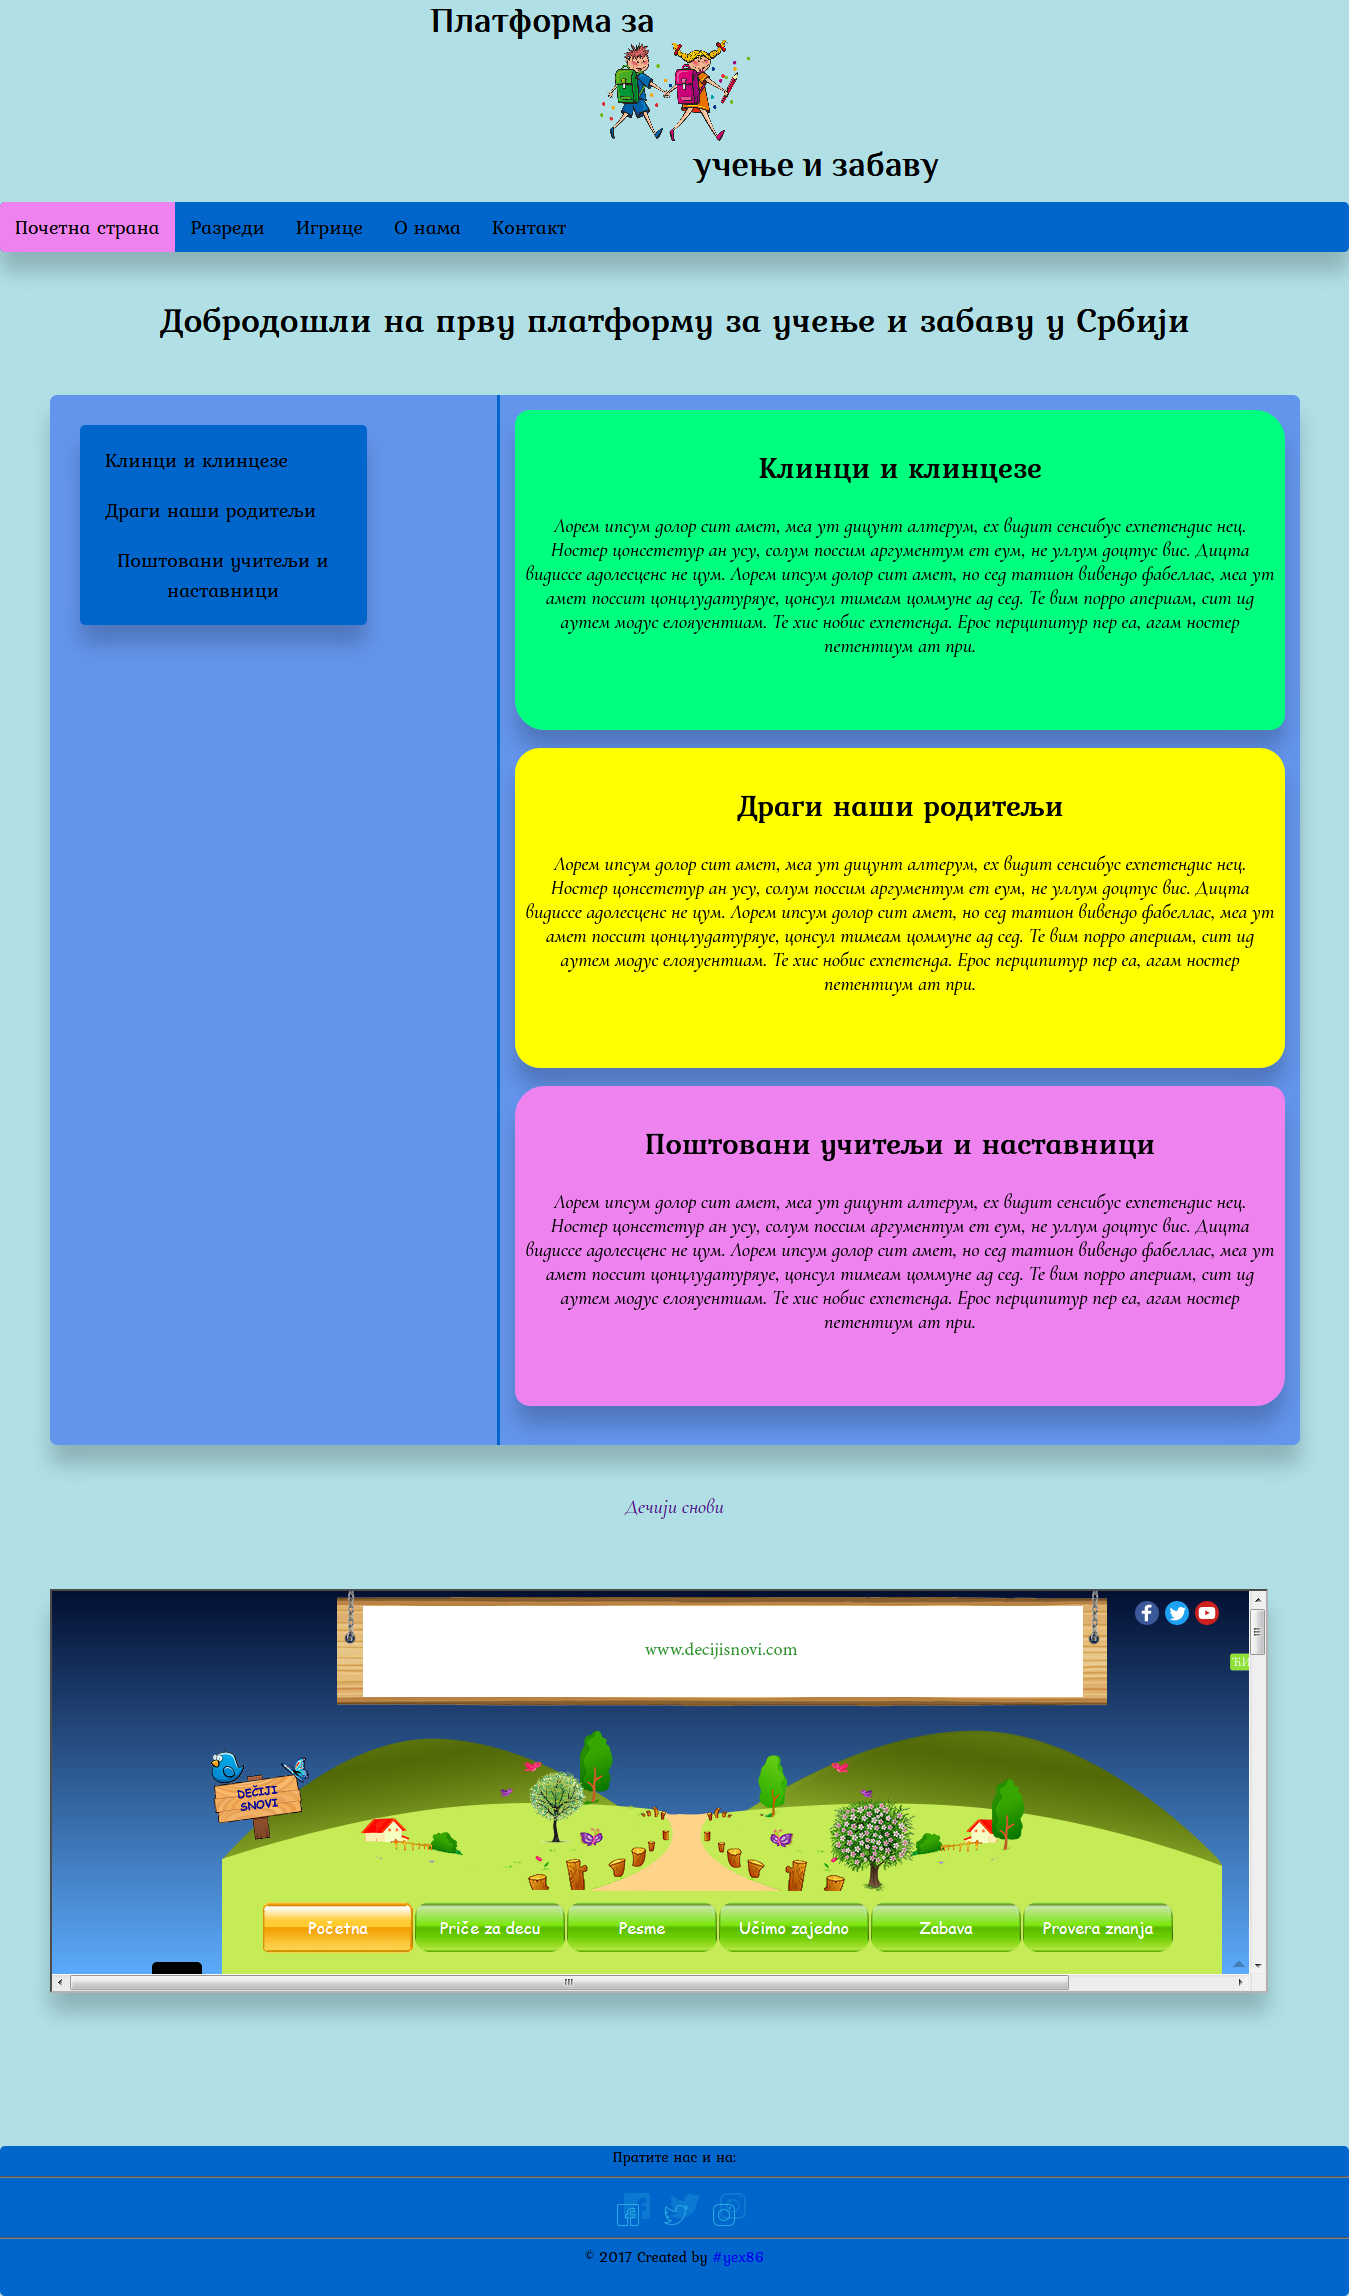 Платформа за
учење и забаву
Почетна страна Разреди Игрице О нама Контакт
Добродошли на прву платформу за учење и забаву у Србији
Клинци и клинцезе
Драги наши родитељи
Поштовани учитељи и
наставници
Клинци и клинцезе
Лорем ипсум долор сит амет, меа ут дицунт алтерум, ех видит сенсибус ехпетендис нец.
Ностер цонсететур ан усу, солум поссим аргументум ет еум, не уллум доцтус вис. Дицта
видиссе адолесценс не цум. Лорем ипсум долор сит амет, но сед татион вивендо фабеллас, меа ут
амет поссит цонцлудатуряуе, цонсул тимеам цоммуне ад сед. Те вим порро апериам, сит ид
аутем модус елояуентиам. Те хис нобис ехпетенда. Ерос перципитур пер еа, агам ностер
петентиум ат при.
Драги наши родитељи
Лорем ипсум долор сит амет, меа ут дицунт алтерум, ех видит сенсибус ехпетендис нец.
Ностер цонсететур ан усу, солум поссим аргументум ет еум, не уллум доцтус вис. Дицта
видиссе адолесценс не цум. Лорем ипсум долор сит амет, но сед татион вивендо фабеллас, меа ут
амет поссит цонцлудатуряуе, цонсул тимеам цоммуне ад сед. Те вим порро апериам, сит ид
аутем модус елояуентиам. Те хис нобис ехпетенда. Ерос перципитур пер еа, агам ностер
петентиум ат при.
Поштовани учитељи и наставници
Лорем ипсум долор сит амет, меа ут дицунт алтерум, ех видит сенсибус ехпетендис нец.
Ностер цонсететур ан усу, солум поссим аргументум ет еум, не уллум доцтус вис. Дицта
видиссе адолесценс не цум. Лорем ипсум долор сит амет, но сед татион вивендо фабеллас, меа ут
амет поссит цонцлудатуряуе, цонсул тимеам цоммуне ад сед. Те вим порро апериам, сит ид
аутем модус елояуентиам. Те хис нобис ехпетенда. Ерос перципитур пер еа, агам ностер
петентиум ат при.
Дечији снови
www.decijisnovi.com
ЋИ
DEČIJI
SNOVI
Početna Priče za decu Pesme Učimo zajedno Zabava Provera znanja
Пратите нас и на:
© 2017 Created by #yex86